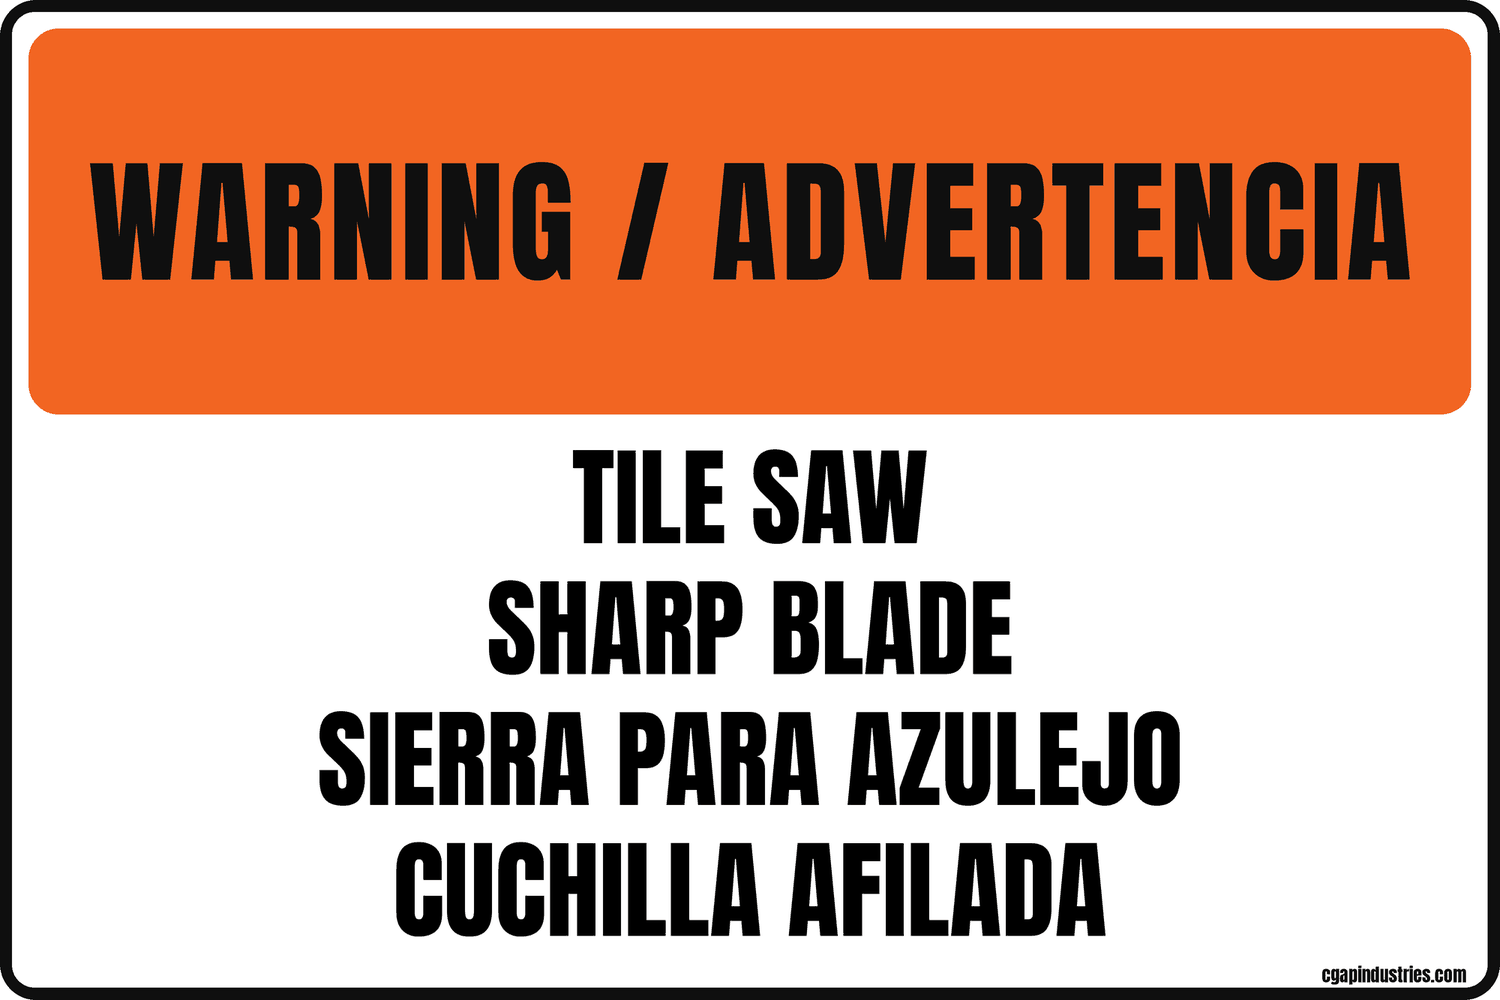 WARNING / ADVERTENCIA
TILE SAW
SHARP BLADE
SIERRA PARA AZULEJO
CUCHILLA AFILADA
cgapindustries.com